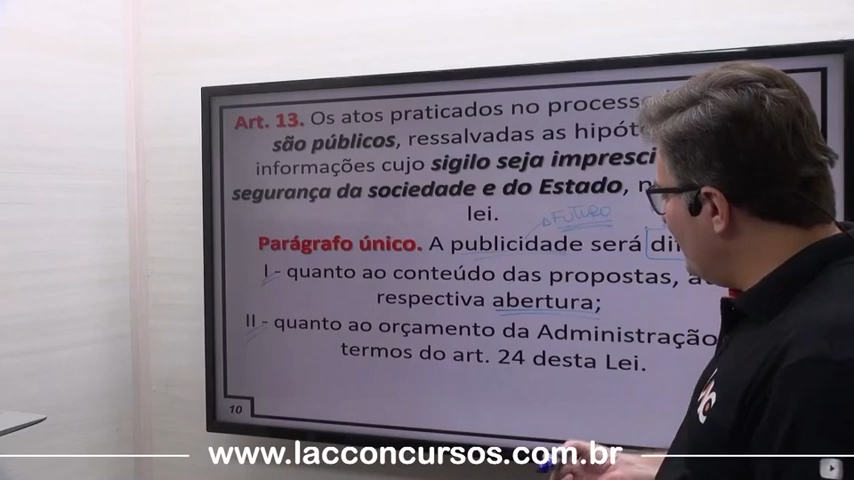 Art. 13. Os atos praticados no process
são públicos, ressalvadas as hipót
informações cujo sigilo seja impresci
segurança da sociedade e do Estado, n
lei.
FUTURO
Parágrafo único. A publicidade será di
I - quanto ao conteúdo das propostas, a
respectiva abertura;
II - quanto ao orçamento da Administração
termos do art. 24 desta Lei.
10
www.lacconcursos.com.br